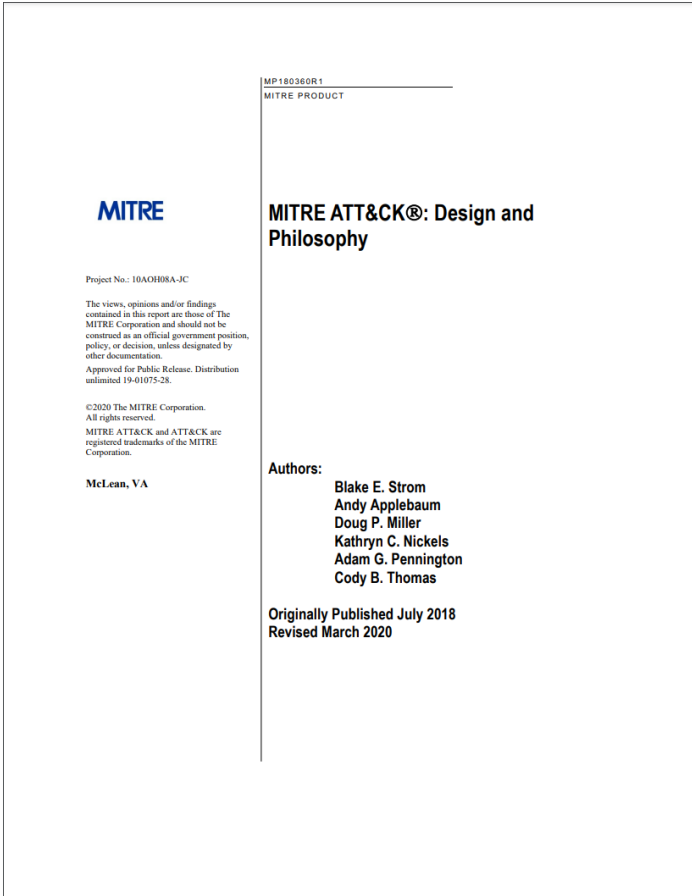 MP180360R1
MITRE PRODUCT
MITRE
MITRE ATT&CK®: Design and
Philosophy
Project No.: 10AOH08A-JC
The views, opinions and/or findings
contained in this report are those of The
MITRE Corporation and should not be
construed as an official government position,
policy, or decision, unless designated by
other documentation.
Approved for Public Release. Distribution
unlimited 19-01075-28.
©2020 The MITRE Corporation.
All rights reserved.
MITRE ATT&CK and ATT&CK are
registered trademarks of the MITRE
Corporation.
McLean, VA
Authors:
Blake E. Strom
Andy Applebaum
Doug P. Miller
Kathryn C. Nickels
Adam G. Pennington
Cody B. Thomas
Originally Published July 2018
Revised March 2020